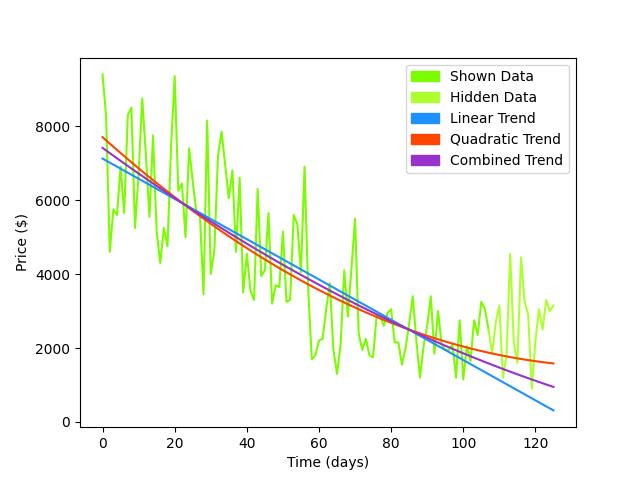 Shown Data
Hidden Data
Linear Trend
Quadratic Trend
Combined Trend
8000
6000
4000
2000
0
Price ($)
0 20 40 60 80 100 120
Time (days)